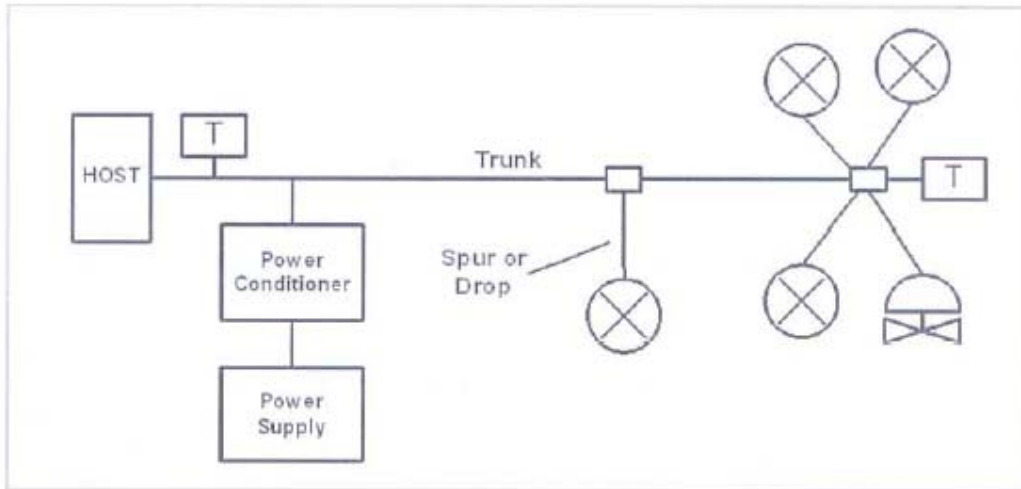 T
HOST
Trunk
T
Power
Conditioner
Spur or
Drop
Power
Supply